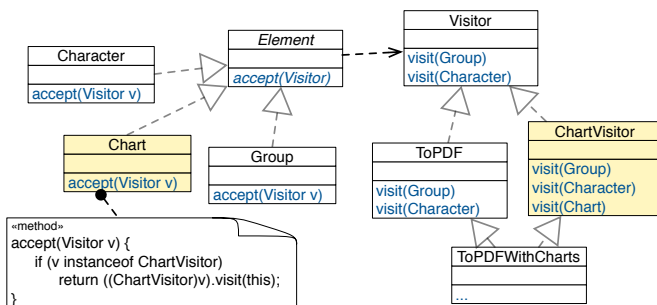 Character
accept(Visitor v)
Element
accept(Visitor)
Visitor
visit(Group)
visit(Character)
Chart
accept(Visitor v)
Group
accept(Visitor v)
ToPDF
visit(Group)
visit(Character)
ChartVisitor
visit(Group)
visit(Character)
visit(Chart)
«method»
accept(Visitor v) {
if (v instanceof ChartVisitor)
return ((ChartVisitor)v).visit(this);
}
ToPDFWithCharts
...